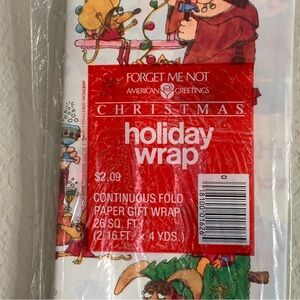 FORGET ME NOT
AMERICAN GREETINGS
CHRISTMAS
holiday
wrap
$2.09
CONTINUOUS FOLD
PAPER GIFT WRAP
26 SQ. FT.
(2.16 FT. X 4 YDS.)
0